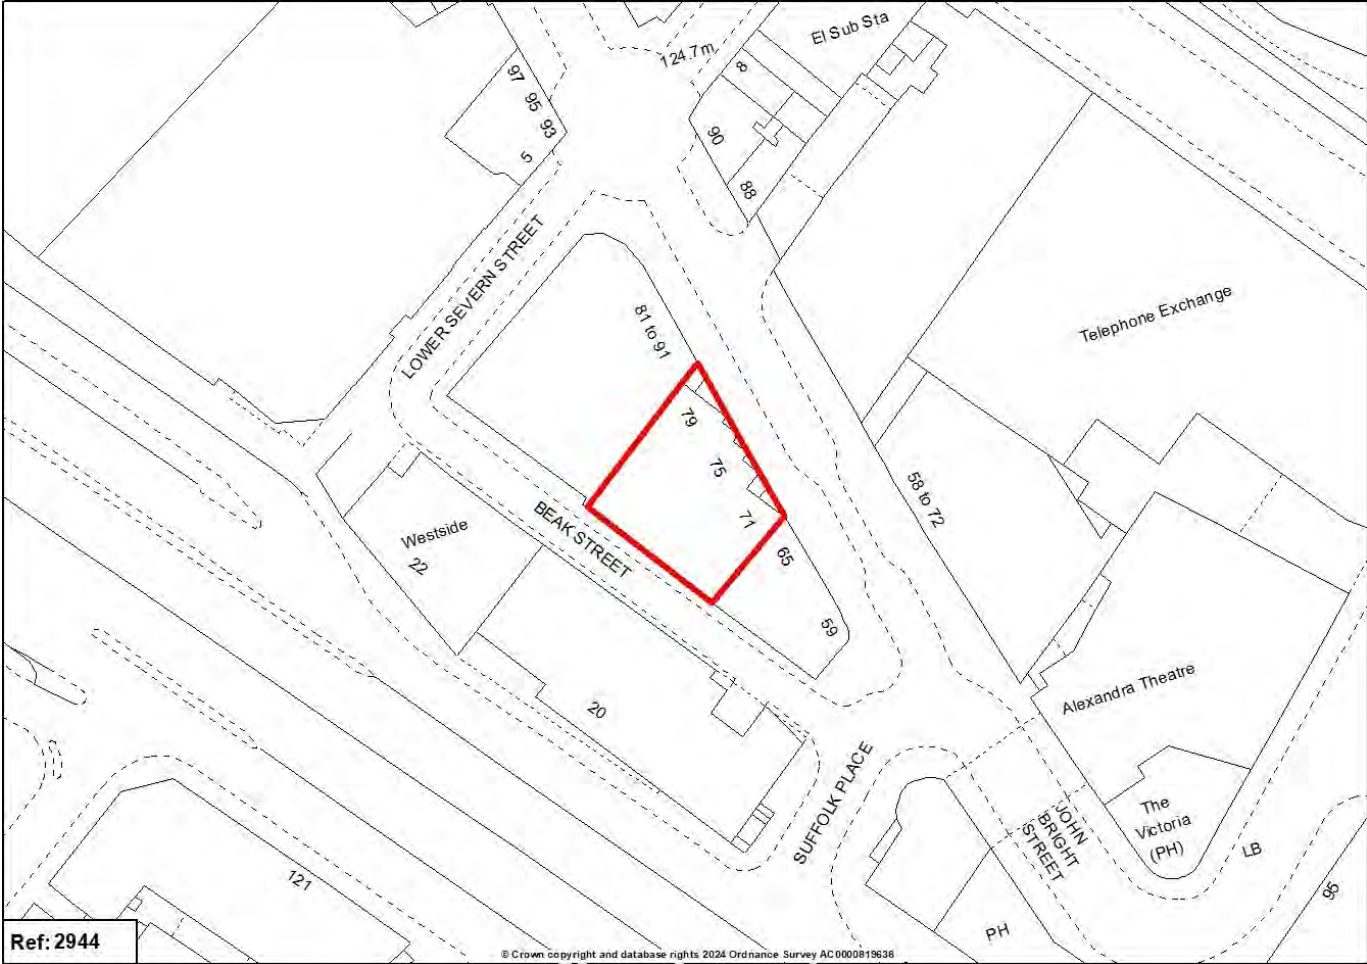 El Sub Sta
124.7m
97
95
93
5
8
90
88
LOWER SEVERN STREET
81 to 91
Telephone Exchange
79
75
71
65
59
58 to 72
BEAK STREET
Westside
22
20
Alexandra Theatre
SUFFOLK PLACE
JOHN
BRIGHT
STREET
The
Victoria
(PH)
LB
95
121
PH
Ref: 2944
© Crown copyright and database rights 2024 Ordnance Survey AC0000819636